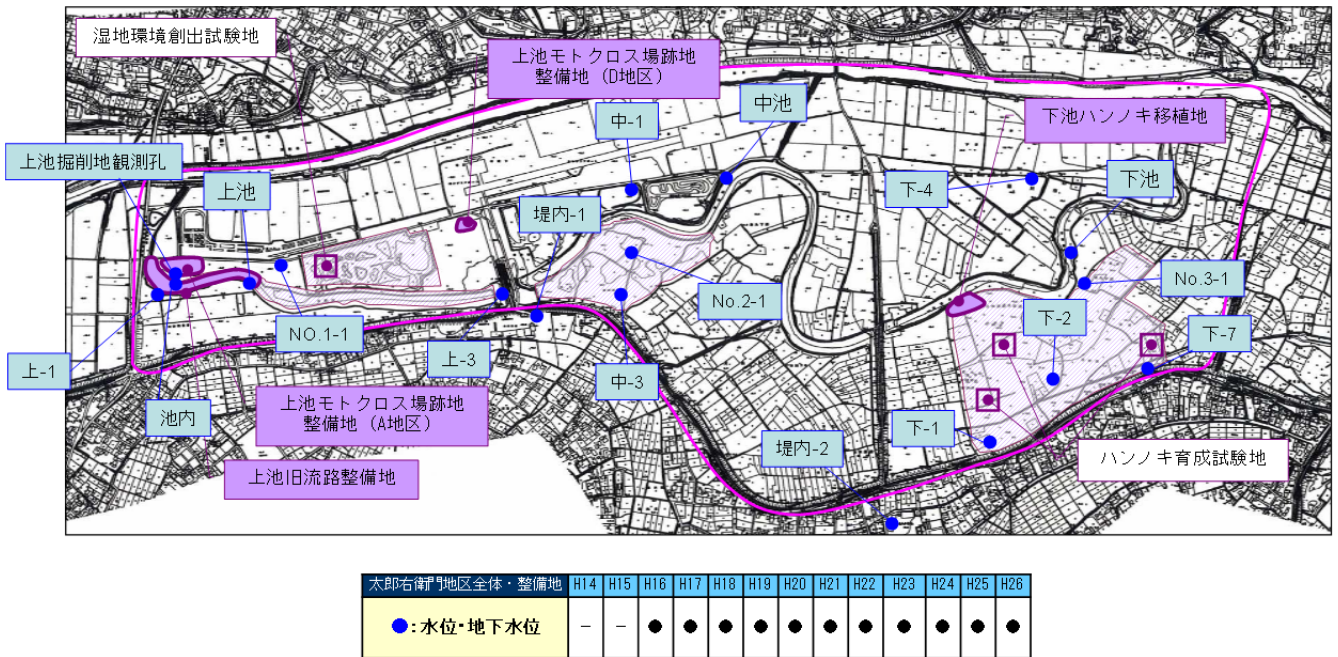 湿地環境創出試験地
上池モトクロス場跡地
整備地（D地区）
中池
中-1
下池ハンノキ移植地
上池掘削地観測孔
上池
堤内-1
下-4
下池
NO.1-1
No.2-1
No.3-1
上-1
上-3
中-3
下-2
下-7
池内
上池モトクロス場跡地
整備地（A地区）
上池旧流路整備地
堤内-2
下-1
ハンノキ育成試験地
太郎右衛門地区全体・整備地 H14 H15 H16 H17 H18 H19 H20 H21 H22 H23 H24 H25 H26
●:水位・地下水位 － － ● ● ● ● ● ● ● ● ● ● ●